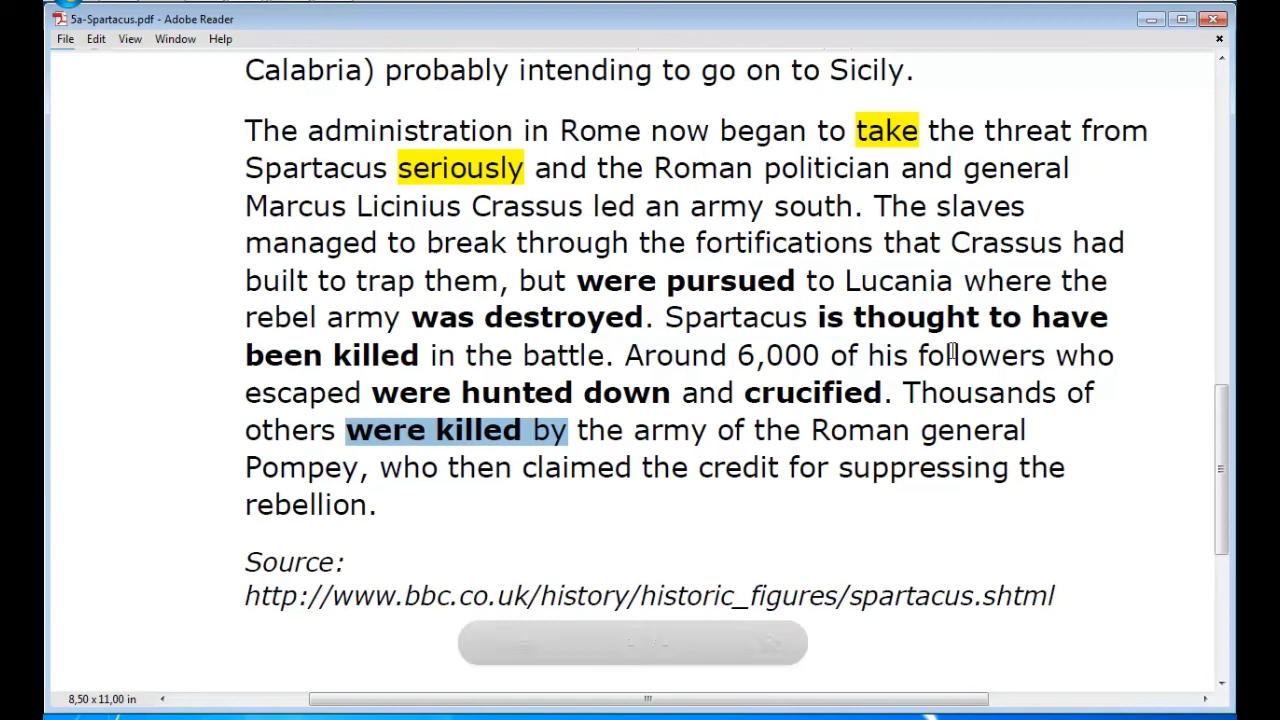 5a-Spartacus.pdf - Adobe Reader
File Edit View Window Help
Calabria) probably intending to go on to Sicily.
The administration in Rome now began to take the threat from
Spartacus seriously and the Roman politician and general
Marcus Licinius Crassus led an army south. The slaves
managed to break through the fortifications that Crassus had
built to trap them, but were pursued to Lucania where the
rebel army was destroyed. Spartacus is thought to have
been killed in the battle. Around 6,000 of his followers who
escaped were hunted down and crucified. Thousands of
others were killed by the army of the Roman general
Pompey, who then claimed the credit for suppressing the
rebellion.
Source:
http://www.bbc.co.uk/history/historic_figures/spartacus.shtml
8,50 x 11,00 in